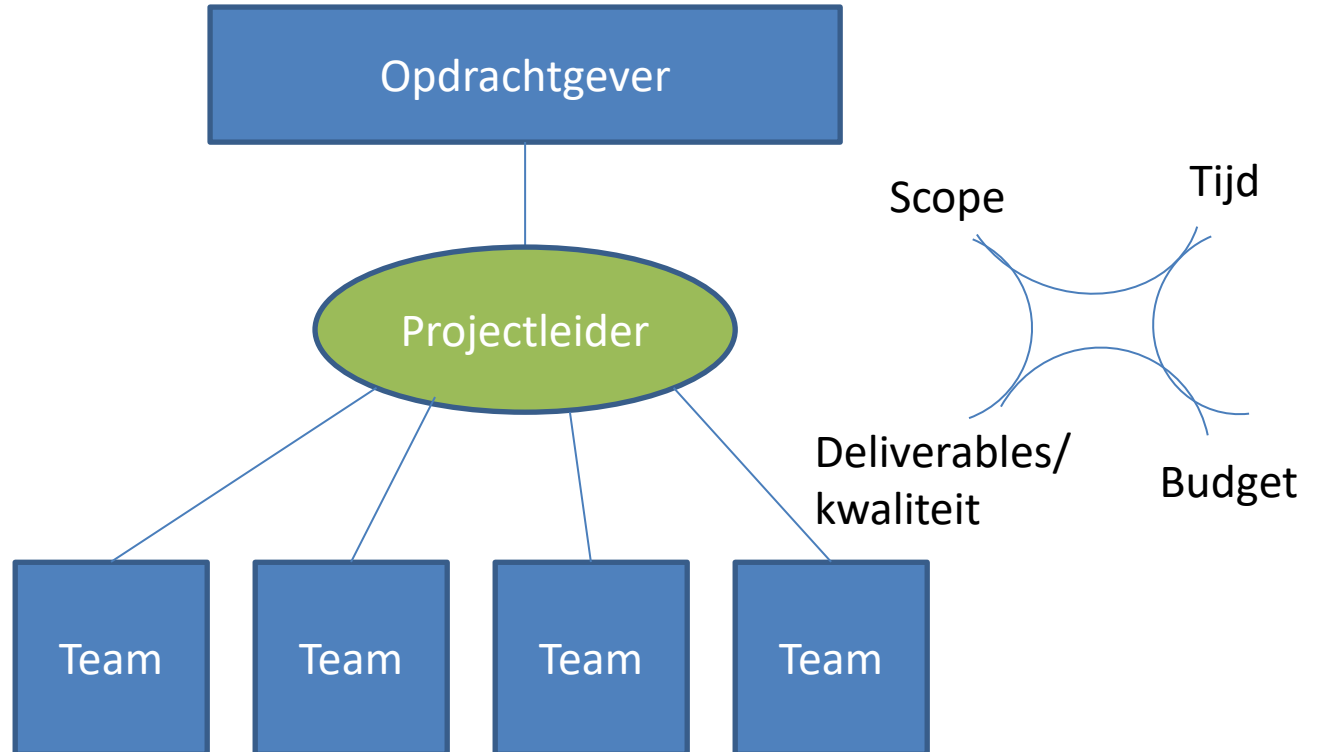 Opdrachtgever
Scope
Tijd
Projectleider
Deliverables/
kwaliteit
Budget
Team
Team
Team
Team